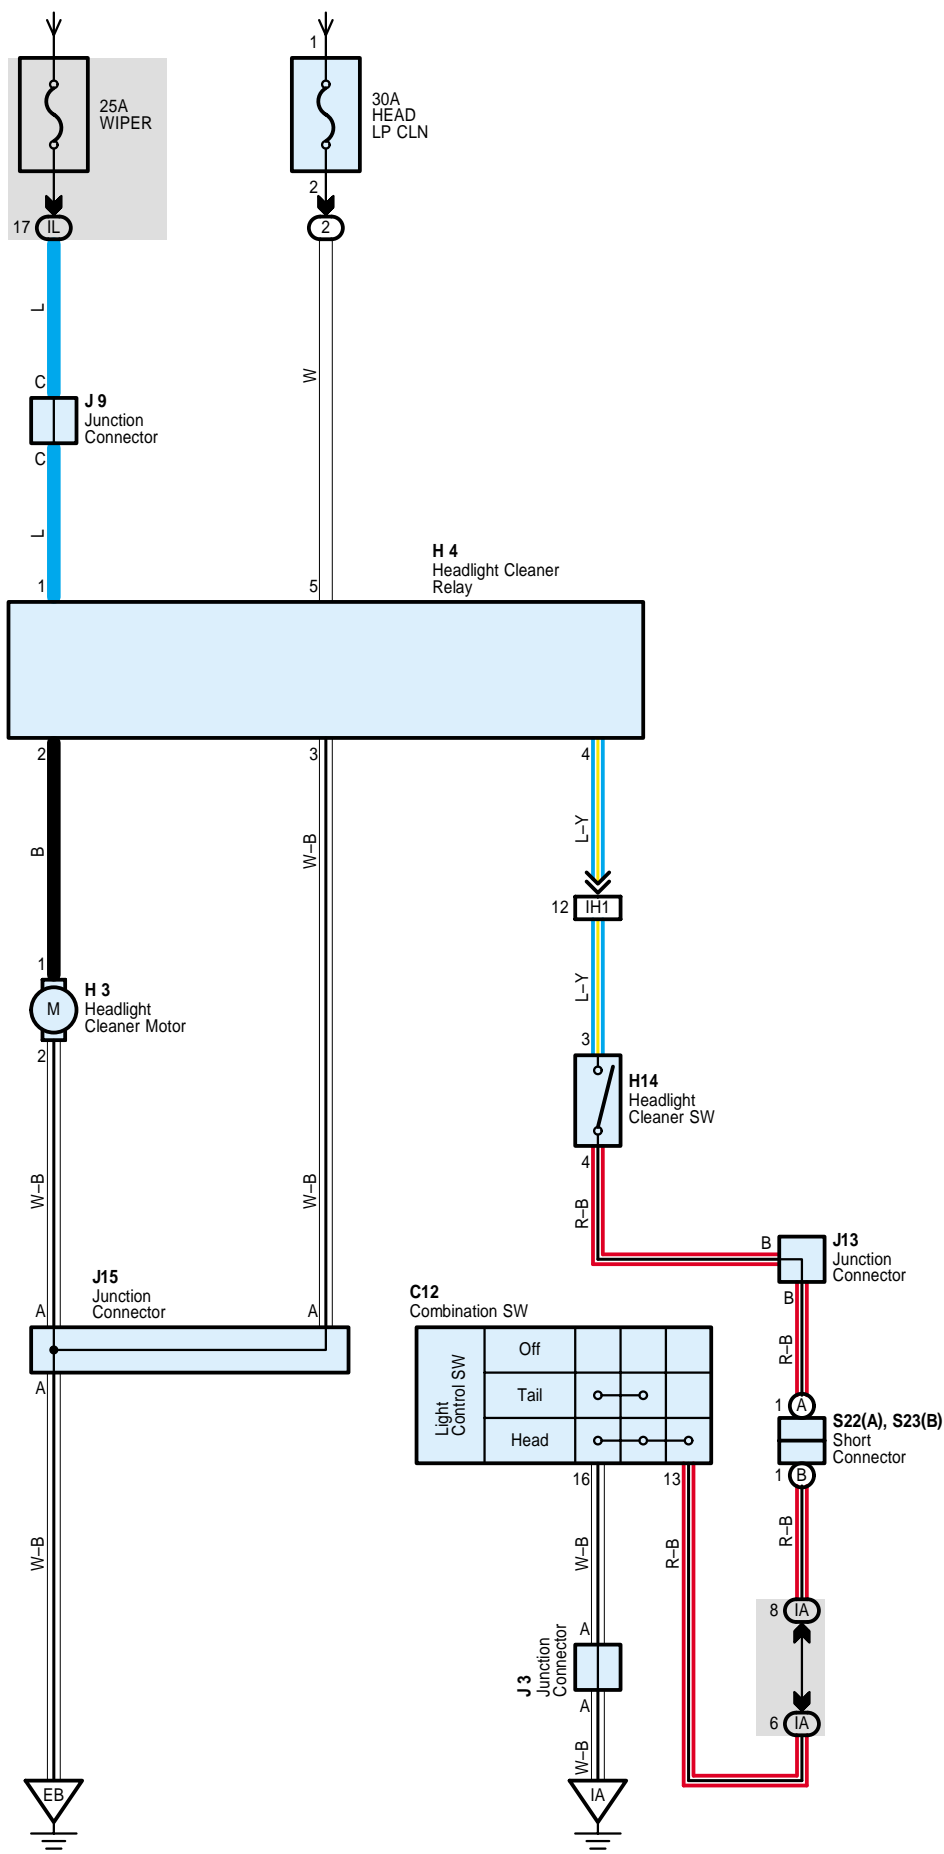 1
25A
WIPER
30A
HEAD
LP CLN
2
17 IL
2
L
W
C
J 9
Junction
Connector
C
L
H 4
Headlight Cleaner
Relay
1
5
2
3
4
B
W–B
L–Y
12 IH1
1
H 3
Headlight
Cleaner Motor
M
L–Y
3
2
H14
Headlight
Cleaner SW
4
W–B
W–B
R–B
B
J13
Junction
Connector
B
J15
Junction
Connector
A
A
C12
Combination SW
Light
Control SW
Off
Tail
Head
R–B
A
1 A
S22(A), S23(B)
Short
Connector
1 B
16
13
W–B
W–B
R–B
R–B
8 IA
A
J 3
Junction
Connector
A
6 IA
W–B
EB
IA